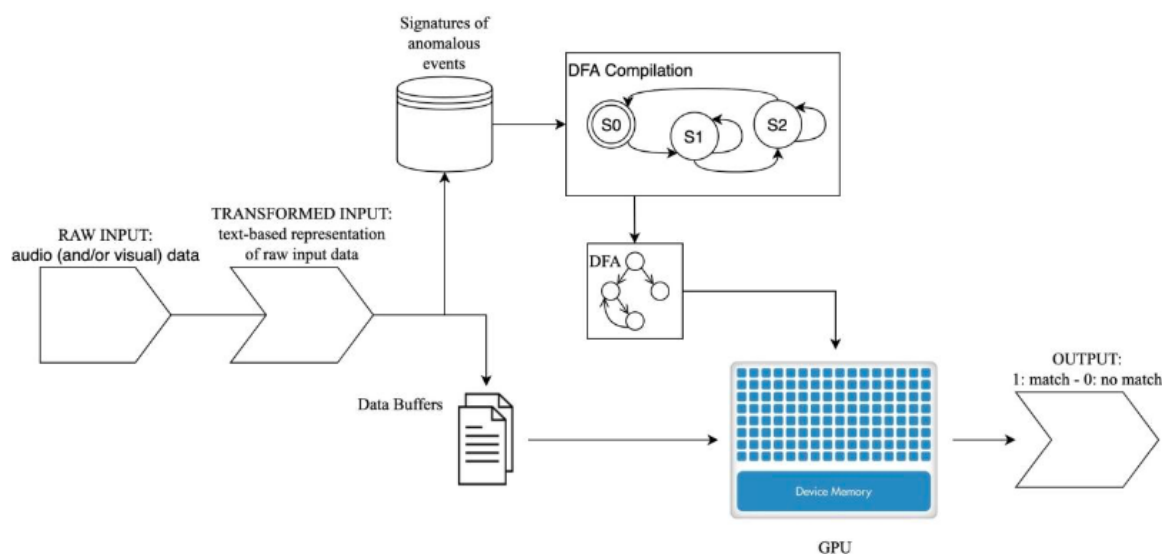 Signatures of
anomalous
events
DFA Compilation
S0
S1
S2
RAW INPUT:
audio (and/or visual) data
TRANSFORMED INPUT:
text-based representation
of raw input data
DFA
Data Buffers
OUTPUT:
1: match - 0: no match
Device Memory
GPU